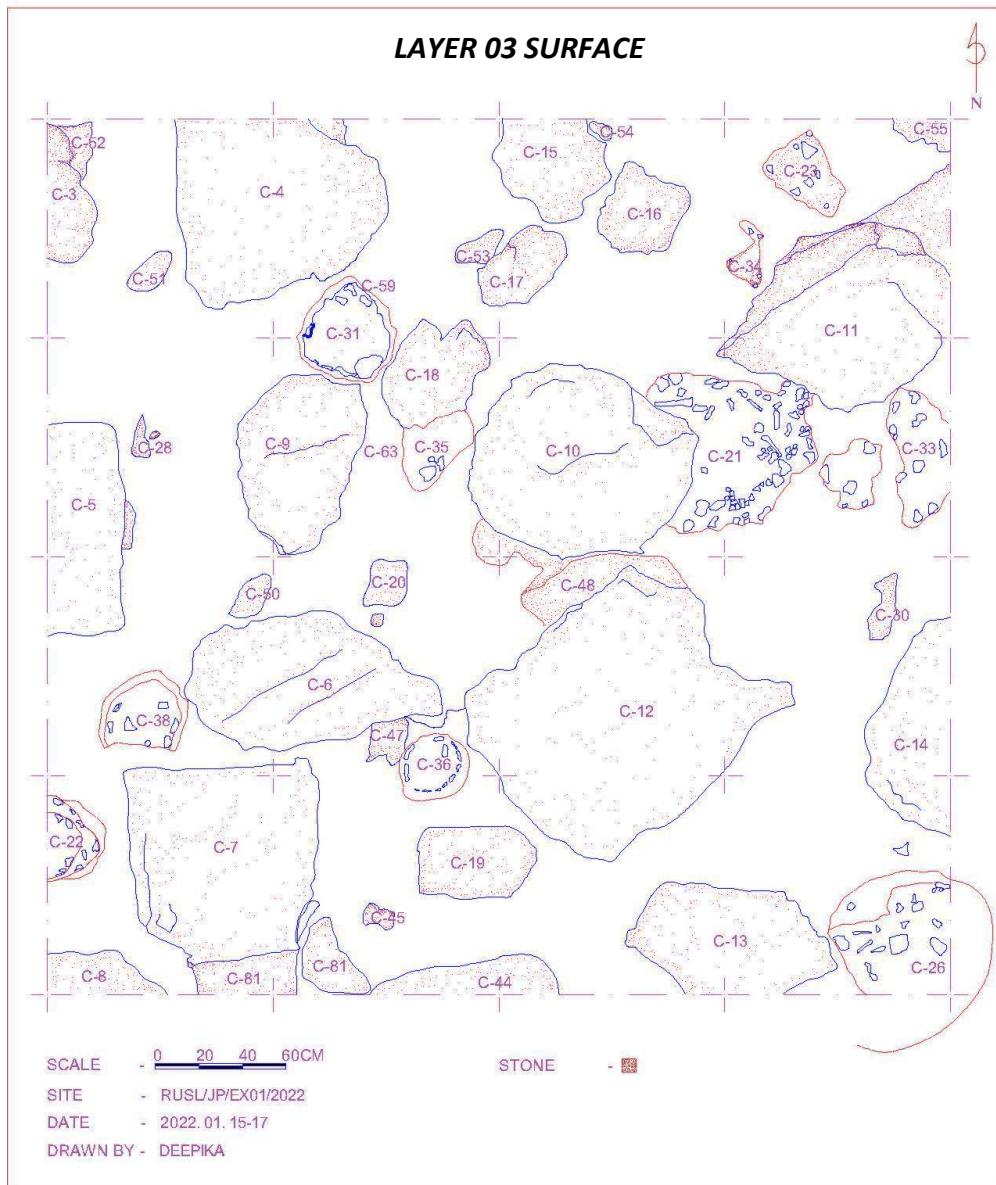 LAYER 03 SURFACE
N
C-52
C-3
C-4
C-15
C-54
C-55
C-23
C-16
C-51
C-53
C-17
C-34
C-59
C-31
C-11
C-18
C-28
C-9
C-63
C-35
C-10
C-21
C-33
C-5
C-50
C-20
C-48
C-30
C-6
C-38
C-47
C-12
C-14
C-36
C-22
C-7
C-19
C-45
C-13
C-8
C-81
C-81
C-44
C-26
SCALE - 0 20 40 60CM
STONE -
SITE - RUSL/JP/EX01/2022
DATE - 2022. 01. 15-17
DRAWN BY - DEEPIKA